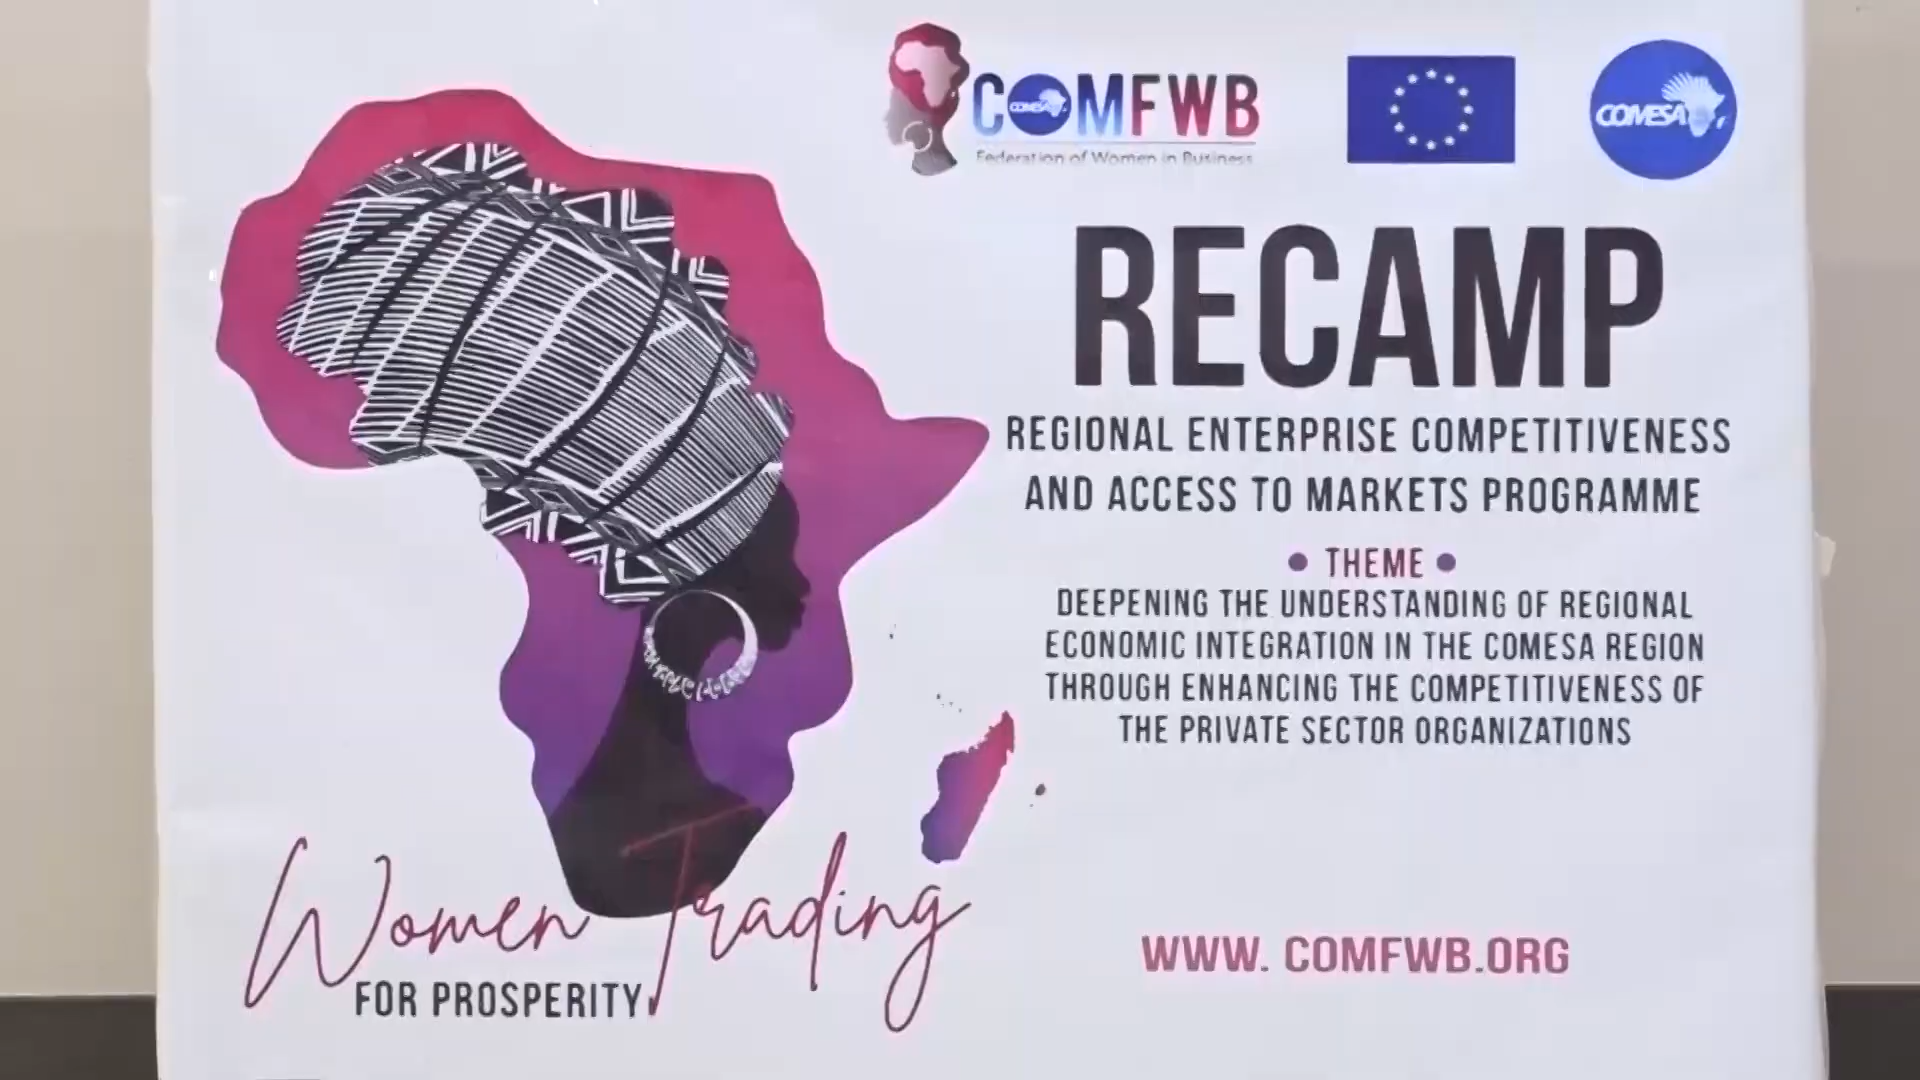 COMFWB
COMESA
Federation of Women in Business
COMESA
RECAMP
REGIONAL ENTERPRISE COMPETITIVENESS
AND ACCESS TO MARKETS PROGRAMME
• THEME •
DEEPENING THE UNDERSTANDING OF REGIONAL
ECONOMIC INTEGRATION IN THE COMESA REGION
THROUGH ENHANCING THE COMPETITIVENESS OF
THE PRIVATE SECTOR ORGANIZATIONS
Women Trading
FOR PROSPERITY
WWW. COMFWB.ORG